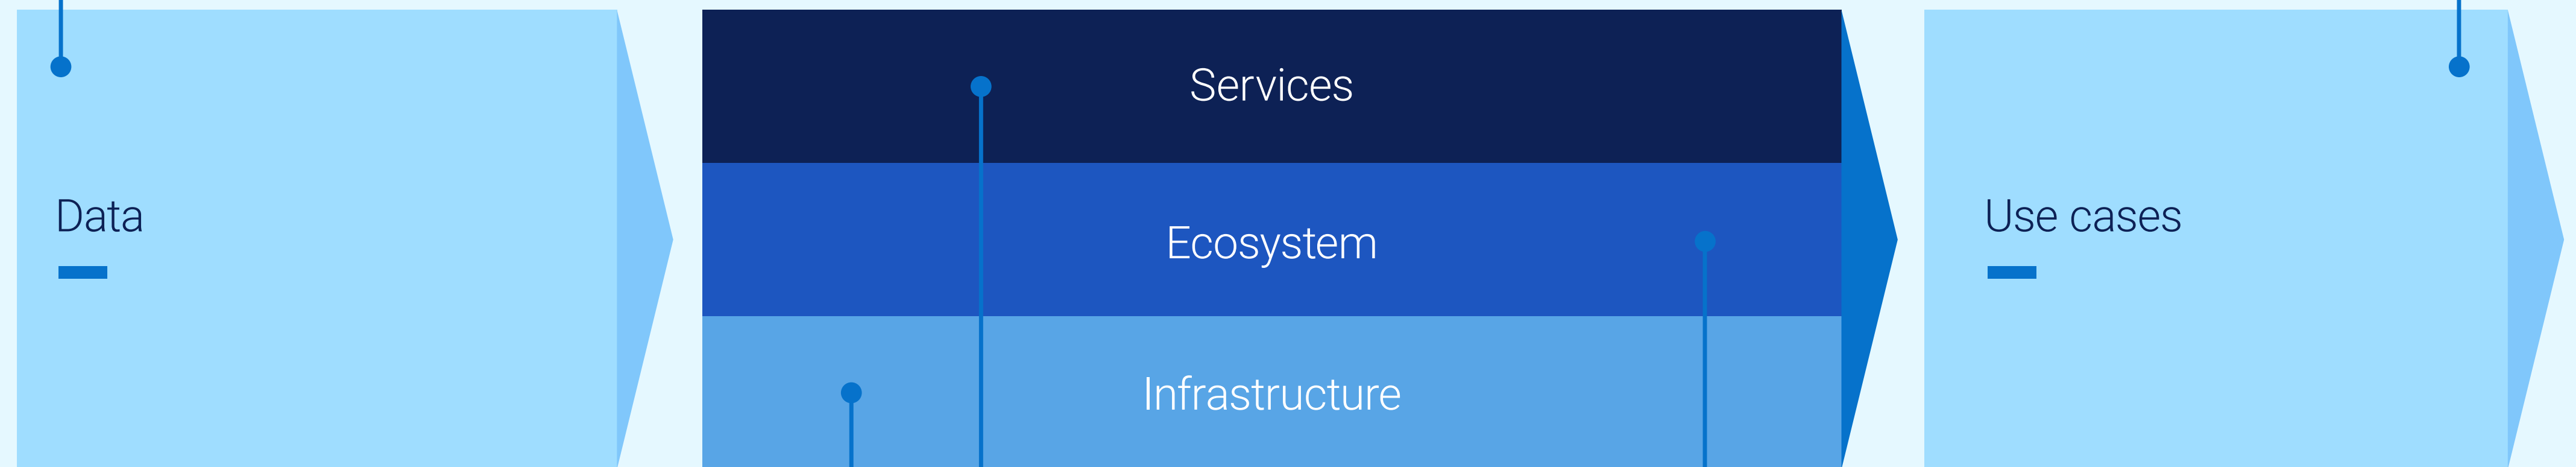 Data
Services
Ecosystem
Infrastructure
Use cases